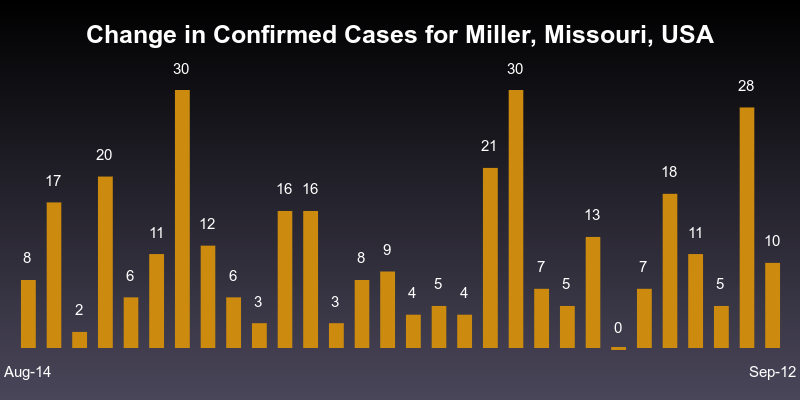 Change in Confirmed Cases for Miller, Missouri, USA
8 17 2 20 6 11 30 12 6 3 16 16 3 8 9 4 5 4 21 30 7 5 13 0 7 18 11 5 28 10
Aug-14 Sep-12